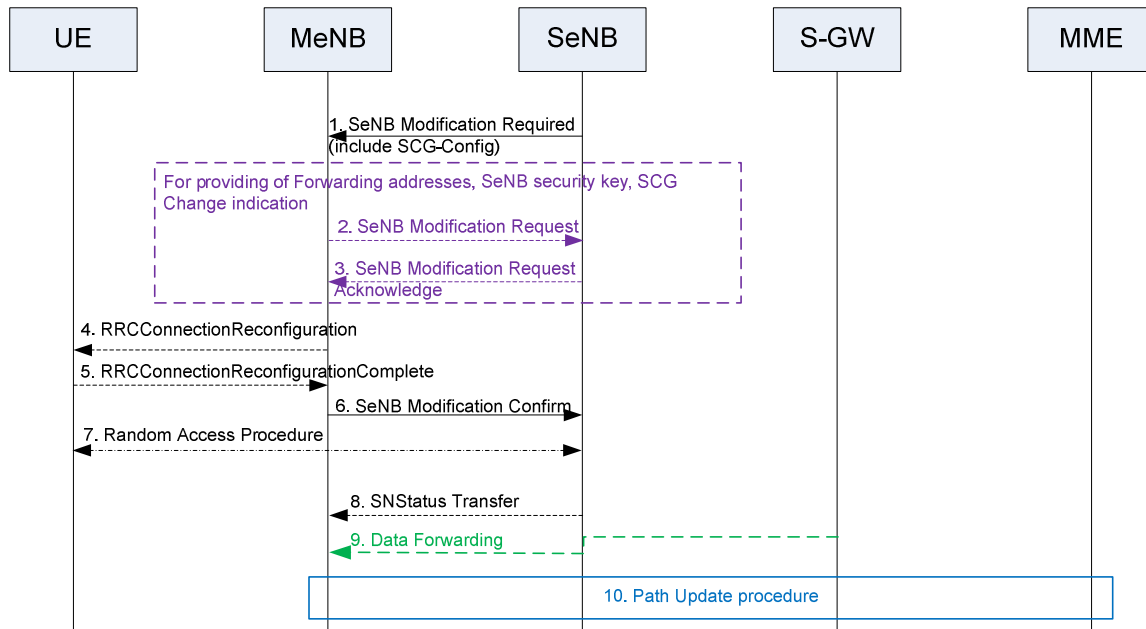 UE
MeNB
SeNB
S-GW
MME
1. SeNB Modification Required
(include SCG-Config)
For providing of Forwarding addresses, SeNB security key, SCG
Change indication
2. SeNB Modification Request
3. SeNB Modification Request
Acknowledge
4. RRCConnectionReconfiguration
5. RRCConnectionReconfigurationComplete
6. SeNB Modification Confirm
7. Random Access Procedure
8. SNStatus Transfer
9. Data Forwarding
10. Path Update procedure